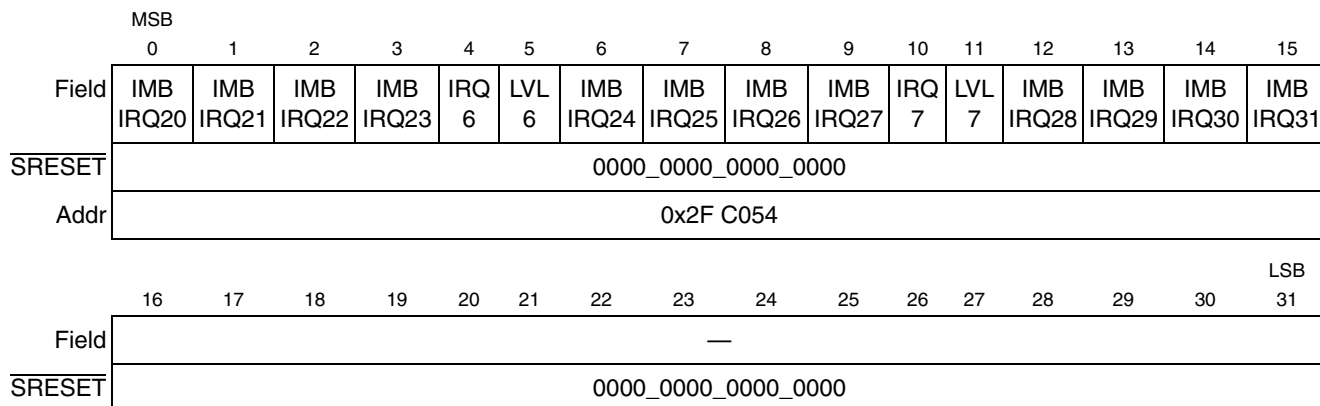 MSB
0 1 2 3 4 5 6 7 8 9 10 11 12 13 14 15
Field IMB IRQ20 IMB IRQ21 IMB IRQ22 IMB IRQ23 IRQ 6 LVL 6 IMB IRQ24 IMB IRQ25 IMB IRQ26 IMB IRQ27 IRQ 7 LVL 7 IMB IRQ28 IMB IRQ29 IMB IRQ30 IMB IRQ31
SRESET 0000_0000_0000_0000
Addr 0x2F C054
LSB
16 17 18 19 20 21 22 23 24 25 26 27 28 29 30 31
Field —
SRESET 0000_0000_0000_0000